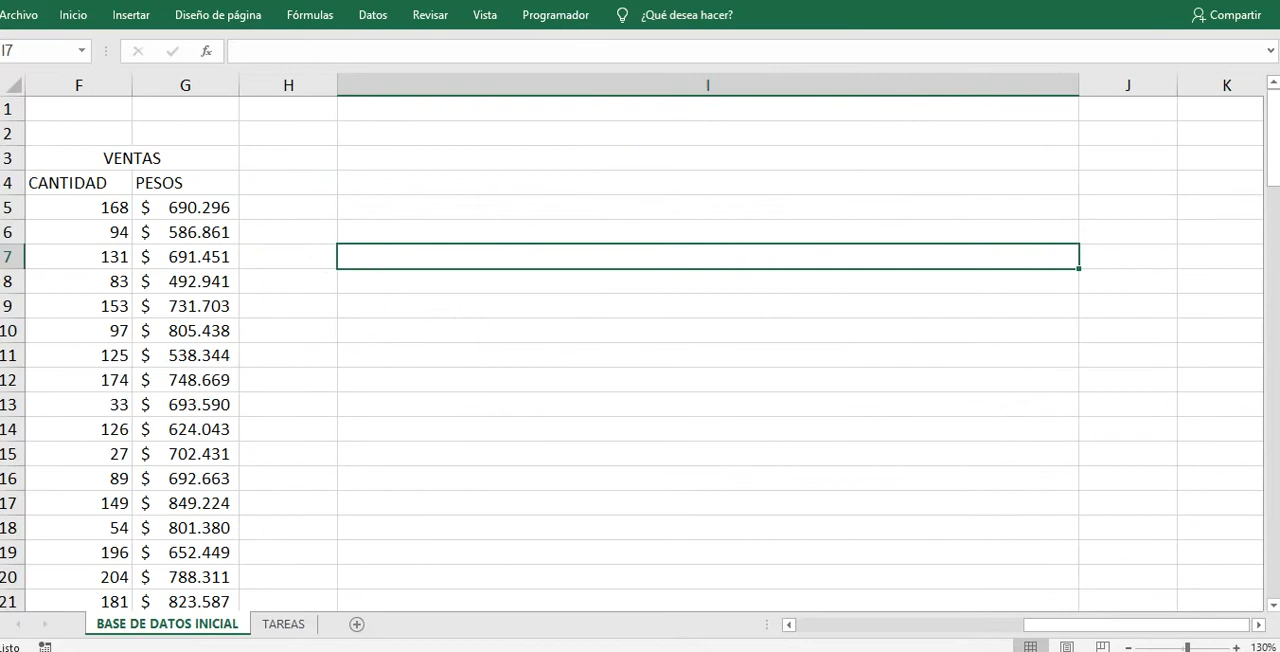 Archivo Inicio Insertar Diseño de página Fórmulas Datos Revisar Vista Programador ¿Qué desea hacer? Compartir
I7 fx
F G H I J K
1
2
3 VENTAS
4 CANTIDAD PESOS
5 168 $ 690.296
6 94 $ 586.861
7 131 $ 691.451
8 83 $ 492.941
9 153 $ 731.703
10 97 $ 805.438
11 125 $ 538.344
12 174 $ 748.669
13 33 $ 693.590
14 126 $ 624.043
15 27 $ 702.431
16 89 $ 692.663
17 149 $ 849.224
18 54 $ 801.380
19 196 $ 652.449
20 204 $ 788.311
21 181 $ 823.587
BASE DE DATOS INICIAL TAREAS
Listo 130%